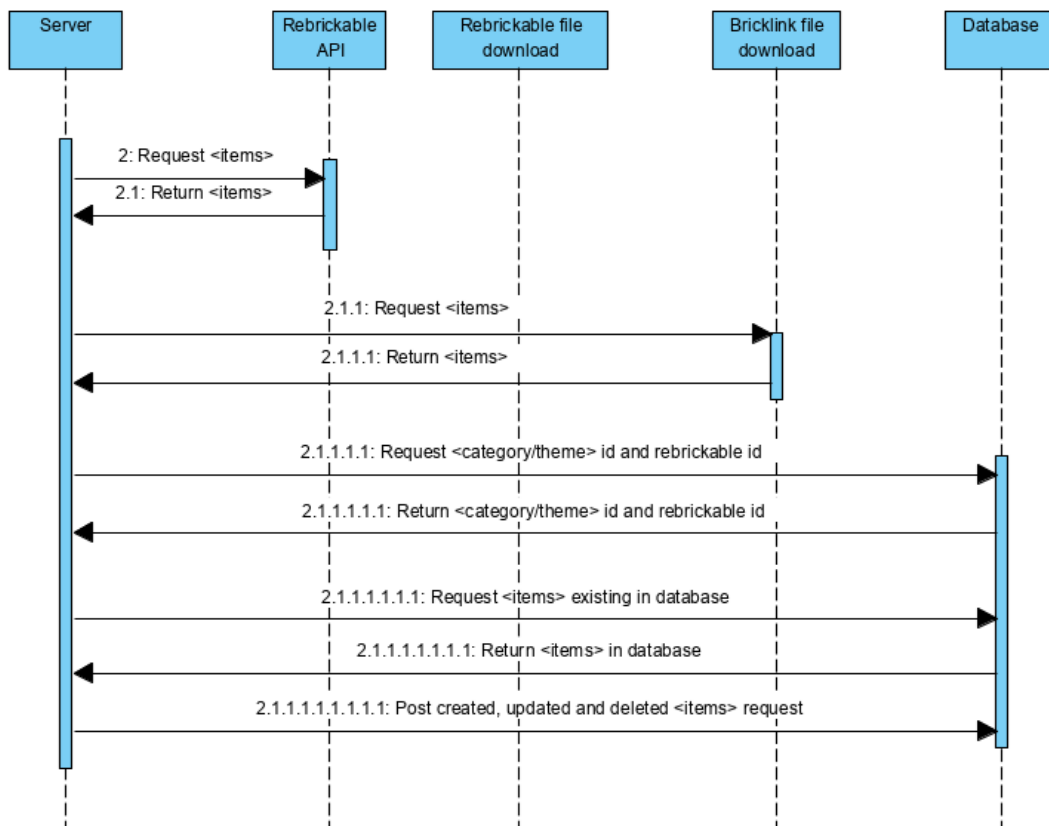 Server
Rebrickable
API
Rebrickable file
download
Bricklink file
download
Database
2: Request <items>
2.1: Return <items>
2.1.1: Request <items>
2.1.1.1: Return <items>
2.1.1.1.1: Request <category/theme> id and rebrickable id
2.1.1.1.1.1: Return <category/theme> id and rebrickable id
2.1.1.1.1.1.1: Request <items> existing in database
2.1.1.1.1.1.1.1: Return <items> in database
2.1.1.1.1.1.1.1.1: Post created, updated and deleted <items> request